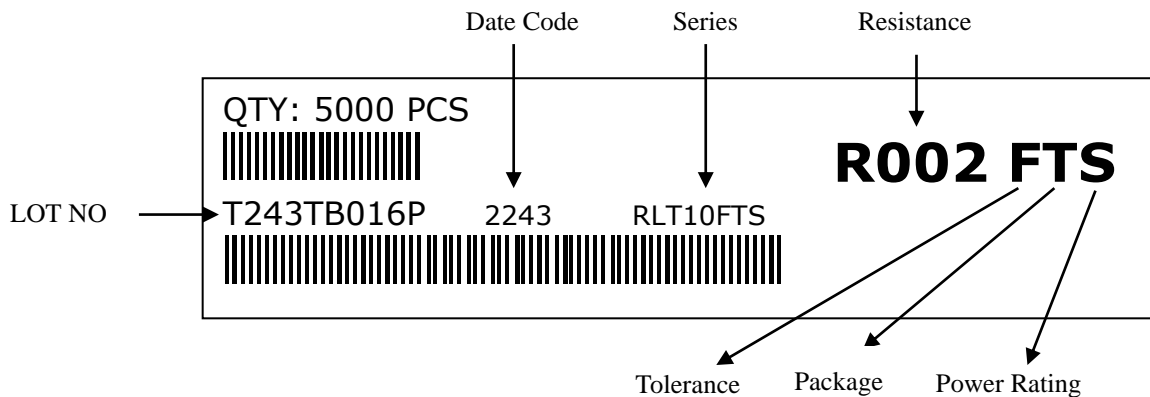 Date Code Series Resistance
QTY: 5000 PCS
R002 FTS
LOT NO T243TB016P 2243 RLT10FTS
Tolerance Package Power Rating